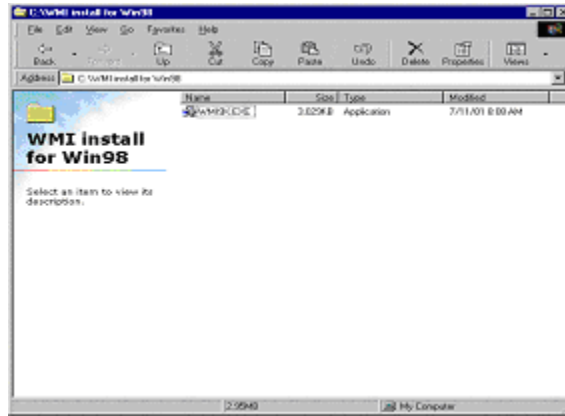 C:\WMI install for Win98
File Edit View Go Favorites Help
Back Up Cut Copy Paste Undo Delete Properties Views
Address C:\WMI install for Win98
Name Size Type Modified
3,029KB Application 7/11/01 8:00 AM
WMI install
for Win98
Select an item to view its
description.
2.95MB My Computer